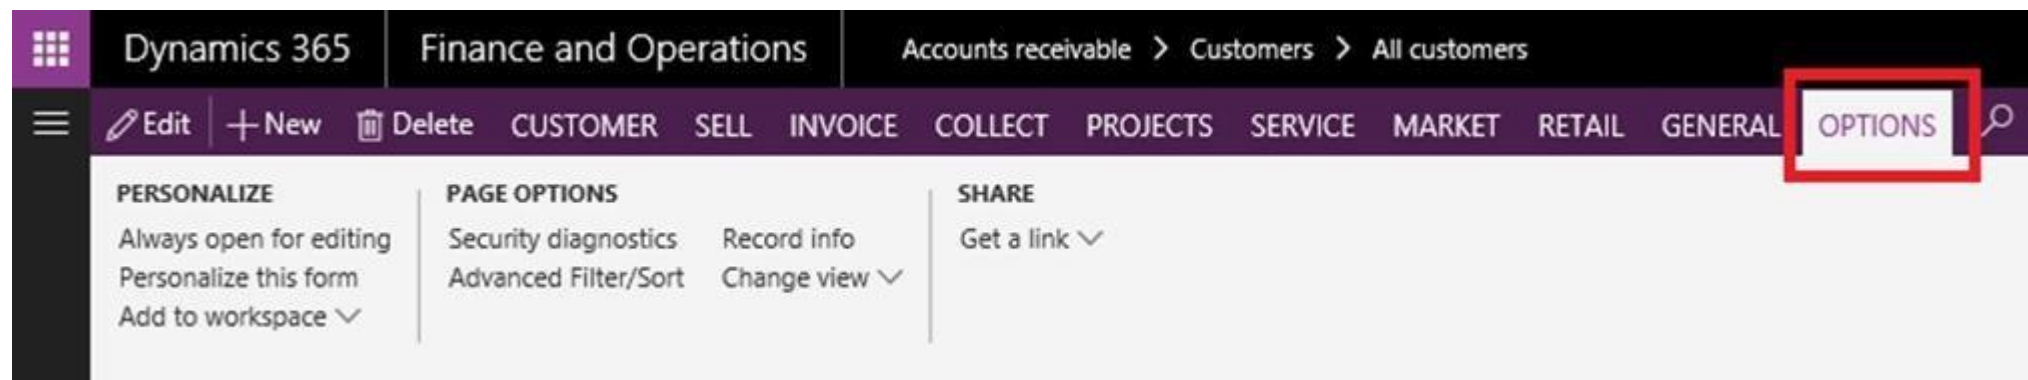 Dynamics 365 Finance and Operations Accounts receivable > Customers > All customers
Edit New Delete CUSTOMER SELL INVOICE COLLECT PROJECTS SERVICE MARKET RETAIL GENERAL OPTIONS
PERSONALIZE
Always open for editing
Personalize this form
Add to workspace
PAGE OPTIONS
Security diagnostics Record info
Advanced Filter/Sort Change view
SHARE
Get a link